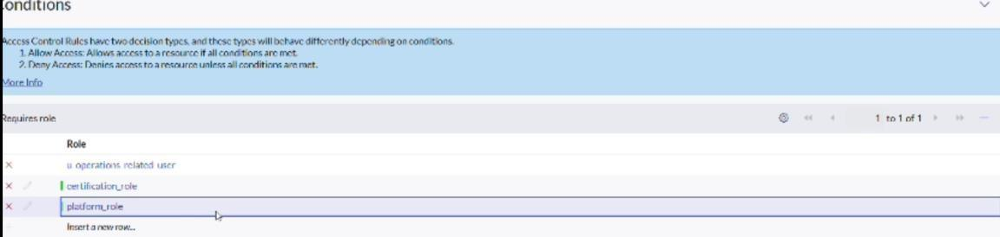 onditions
Access Control Rules have two decision types, and these types will behave differently depending on conditions.
1. Allow Access: Allows access to a resource if all conditions are met.
2. Deny Access: Denies access to a resource unless all conditions are met.
More Info
Requires role
1 to 1 of 1
Role
u_operations_related_user
certification_role
platform_role
Insert a new row...